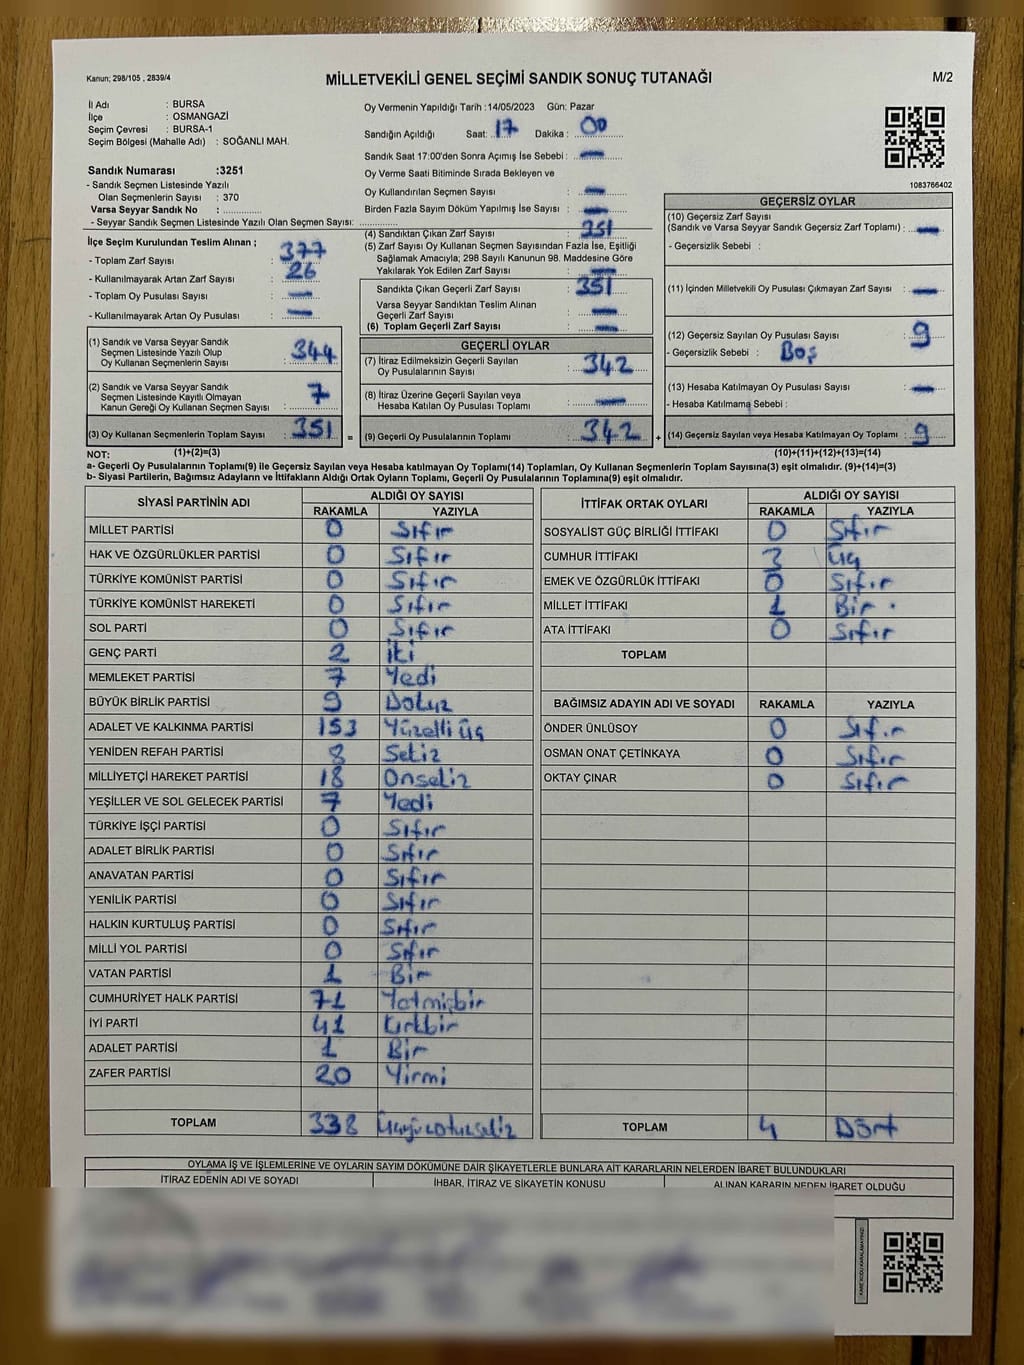 Kanun; 298/105 , 2839/4
MİLLETVEKİLİ GENEL SEÇİMİ SANDIK SONUÇ TUTANAĞI
M/2
İl Adı : BURSA
İlçe : OSMANGAZİ
Seçim Çevresi : BURSA-1
Seçim Bölgesi (Mahalle Adı) : SOĞANLI MAH.
Sandık Numarası :3251
- Sandık Seçmen Listesinde Yazılı
Olan Seçmenlerin Sayısı : 370
Varsa Seyyar Sandık No :
- Seyyar Sandık Seçmen Listesinde Yazılı Olan Seçmen Sayısı:
İlçe Seçim Kurulundan Teslim Alınan ;
- Toplam Zarf Sayısı : 377
- Kullanılmayarak Artan Zarf Sayısı : 26
- Toplam Oy Pusulası Sayısı : —
- Kullanılmayarak Artan Oy Pusulası : —
(1) Sandık ve Varsa Seyyar Sandık
Seçmen Listesinde Yazılı Olup
Oy Kullanan Seçmenlerin Sayısı : 344
(2) Sandık ve Varsa Seyyar Sandık
Seçmen Listesinde Kayıtlı Olmayan
Kanun Gereği Oy Kullanan Seçmen Sayısı : 7
(3) Oy Kullanan Seçmenlerin Toplam Sayısı : 351 =
Oy Vermenin Yapıldığı Tarih :14/05/2023 Gün: Pazar
Sandığın Açıldığı Saat: 17 Dakika : 00
Sandık Saat 17:00'den Sonra Açımış İse Sebebi : —
Oy Verme Saati Bitiminde Sırada Bekleyen ve
Oy Kullandırılan Seçmen Sayısı : —
Birden Fazla Sayım Döküm Yapılmış İse Sayısı : —
(4) Sandıktan Çıkan Zarf Sayısı : 351
(5) Zarf Sayısı Oy Kullanan Seçmen Sayısından Fazla İse, Eşitliği
Sağlamak Amacıyla; 298 Sayılı Kanunun 98. Maddesine Göre
Yakılarak Yok Edilen Zarf Sayısı : —
Sandıkta Çıkan Geçerli Zarf Sayısı : 351
Varsa Seyyar Sandıktan Teslim Alınan
Geçerli Zarf Sayısı : —
(6) Toplam Geçerli Zarf Sayısı : —
GEÇERLİ OYLAR
(7) İtiraz Edilmeksizin Geçerli Sayılan
Oy Pusulalarının Sayısı : 342
(8) İtiraz Üzerine Geçerli Sayılan veya
Hesaba Katılan Oy Pusulası Toplamı : —
(9) Geçerli Oy Pusulalarının Toplamı : 342 +
1083766402
GEÇERSİZ OYLAR
(10) Geçersiz Zarf Sayısı
(Sandık ve Varsa Seyyar Sandık Geçersiz Zarf Toplamı) : —
- Geçersizlik Sebebi :
(11) İçinden Milletvekili Oy Pusulası Çıkmayan Zarf Sayısı : —
(12) Geçersiz Sayılan Oy Pusulası Sayısı : 9
- Geçersizlik Sebebi : Boş
(13) Hesaba Katılmayan Oy Pusulası Sayısı : —
- Hesaba Katılmama Sebebi :
(14) Geçersiz Sayılan veya Hesaba Katılmayan Oy Toplamı : 9
NOT: (1)+(2)=(3) (10)+(11)+(12)+(13)=(14)
a- Geçerli Oy Pusulalarının Toplamı(9) ile Geçersiz Sayılan veya Hesaba katılmayan Oy Toplamı(14) Toplamları, Oy Kullanan Seçmenlerin Toplam Sayısına(3) eşit olmalıdır. (9)+(14)=(3)
b- Siyasi Partilerin, Bağımsız Adayların ve İttifakların Aldığı Ortak Oyların Toplamı, Geçerli Oy Pusulalarının Toplamına(9) eşit olmalıdır.
SİYASİ PARTİNİN ADI ALDIĞI OY SAYISI
RAKAMLA YAZIYLA
MİLLET PARTİSİ 0 Sıfır
HAK VE ÖZGÜRLÜKLER PARTİSİ 0 Sıfır
TÜRKİYE KOMÜNİST PARTİSİ 0 Sıfır
TÜRKİYE KOMÜNİST HAREKETİ 0 Sıfır
SOL PARTİ 0 Sıfır
GENÇ PARTİ 2 İki
MEMLEKET PARTİSİ 7 Yedi
BÜYÜK BİRLİK PARTİSİ 9 Dokuz
ADALET VE KALKINMA PARTİSİ 153 Yüzelli üç
YENİDEN REFAH PARTİSİ 8 Sekiz
MİLLİYETÇİ HAREKET PARTİSİ 18 Onsekiz
YEŞİLLER VE SOL GELECEK PARTİSİ 7 Yedi
TÜRKİYE İŞÇİ PARTİSİ 0 Sıfır
ADALET BİRLİK PARTİSİ 0 Sıfır
ANAVATAN PARTİSİ 0 Sıfır
YENİLİK PARTİSİ 0 Sıfır
HALKIN KURTULUŞ PARTİSİ 0 Sıfır
MİLLİ YOL PARTİSİ 0 Sıfır
VATAN PARTİSİ 1 Bir
CUMHURİYET HALK PARTİSİ 71 Yetmişbir
İYİ PARTİ 41 Kırkbir
ADALET PARTİSİ 1 Bir
ZAFER PARTİSİ 20 Yirmi
TOPLAM 338 Üçyüzotuzsekiz
İTTİFAK ORTAK OYLARI ALDIĞI OY SAYISI
RAKAMLA YAZIYLA
SOSYALİST GÜÇ BİRLİĞİ İTTİFAKI 0 Sıfır
CUMHUR İTTİFAKI 3 Üç
EMEK VE ÖZGÜRLÜK İTTİFAKI 0 Sıfır
MİLLET İTTİFAKI 1 Bir
ATA İTTİFAKI 0 Sıfır
TOPLAM
BAĞIMSIZ ADAYIN ADI VE SOYADI RAKAMLA YAZIYLA
ÖNDER ÜNLÜSOY 0 Sıfır
OSMAN ONAT ÇETİNKAYA 0 Sıfır
OKTAY ÇINAR 0 Sıfır
TOPLAM 4 Dört
OYLAMA İŞ VE İŞLEMLERİNE VE OYLARIN SAYIM DÖKÜMÜNE DAİR ŞİKAYETLERLE BUNLARA AİT KARARLARIN NELERDEN İBARET BULUNDUKLARI
İTİRAZ EDENİN ADI VE SOYADI İHBAR, İTİRAZ VE ŞİKAYETİN KONUSU ALINAN KARARIN NEDEN İBARET OLDUĞU
KARE KODU KARALAMAYINIZ!